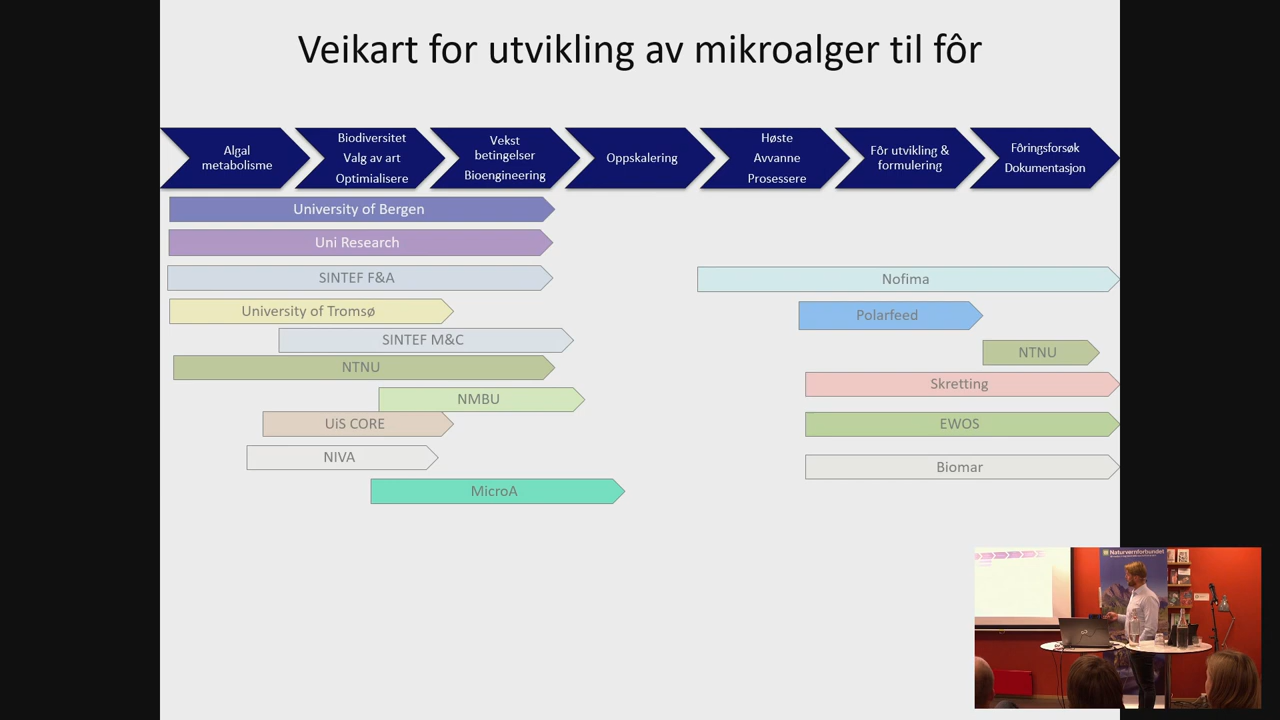 Veikart for utvikling av mikroalger til fôr
Algal
metabolisme
Biodiversitet
Valg av art
Optimialisere
Vekst
betingelser
Bioengineering
Oppskalering
Høste
Avvanne
Prosessere
Fôr utvikling &
formulering
Fôringsforsøk
Dokumentasjon
University of Bergen
Uni Research
SINTEF F&A
Nofima
University of Tromsø
Polarfeed
SINTEF M&C
NTNU
NTNU
Skretting
NMBU
UiS CORE
EWOS
NIVA
Biomar
MicroA
Naturvernforbundet